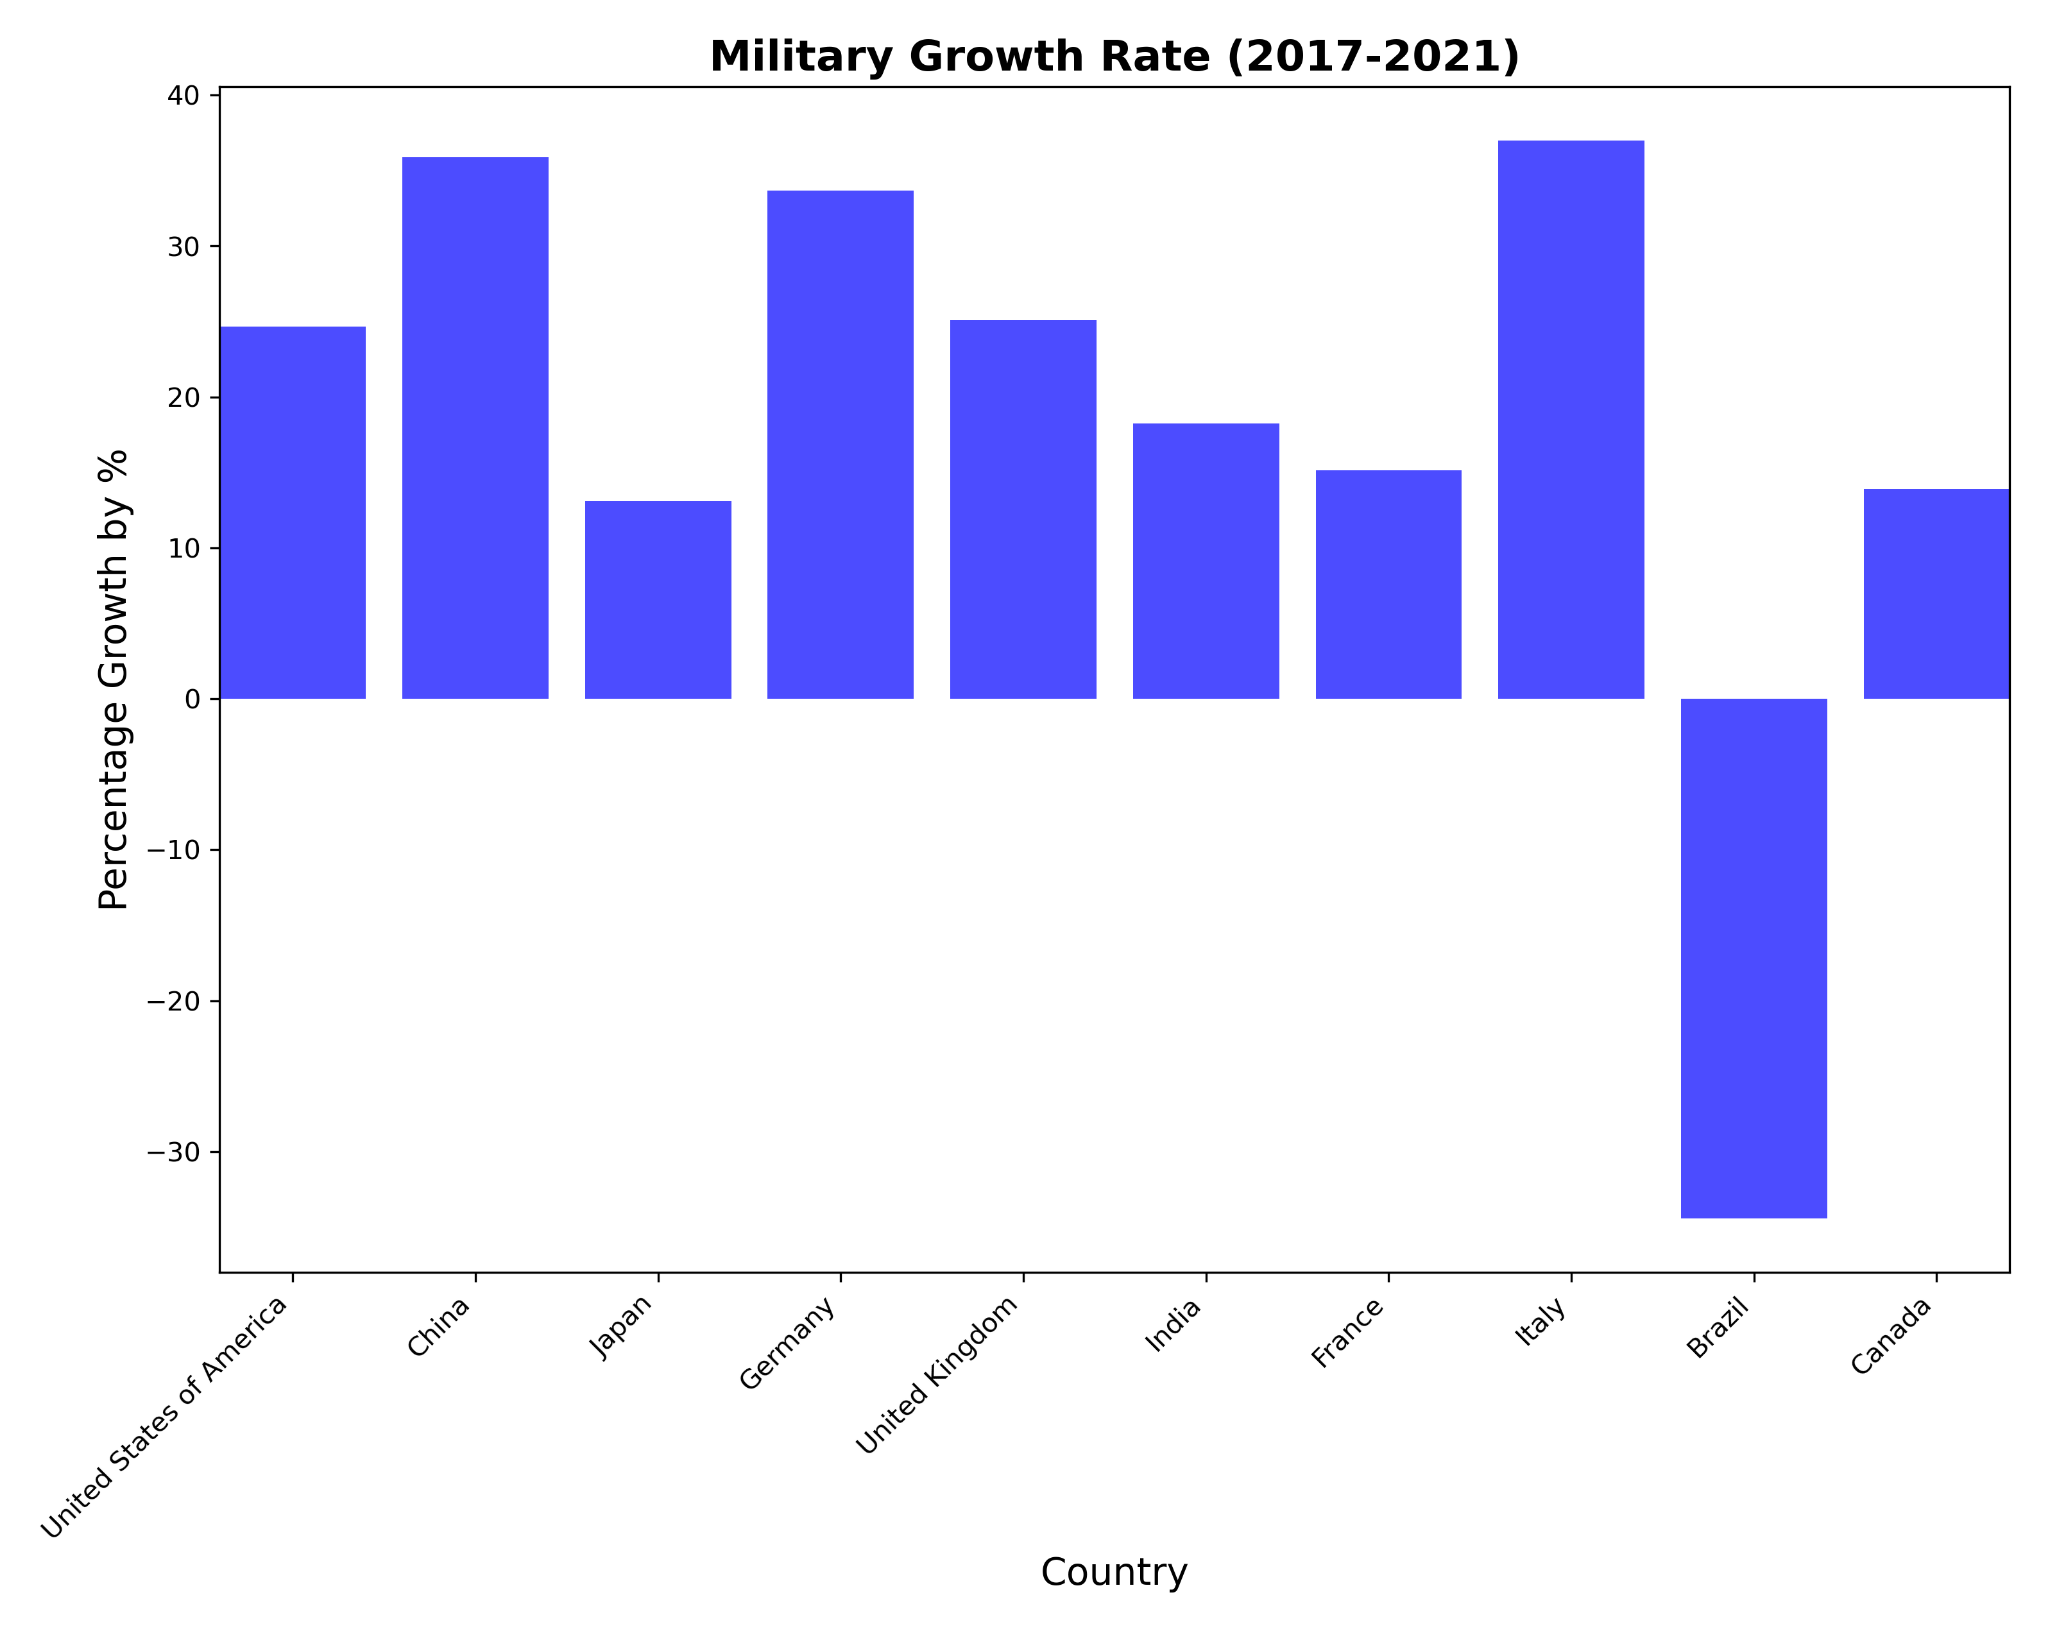 Military Growth Rate (2017-2021)
Percentage Growth by %
40
30
20
10
0
−10
−20
−30
United States of America
China
Japan
Germany
United Kingdom
India
France
Italy
Brazil
Canada
Country